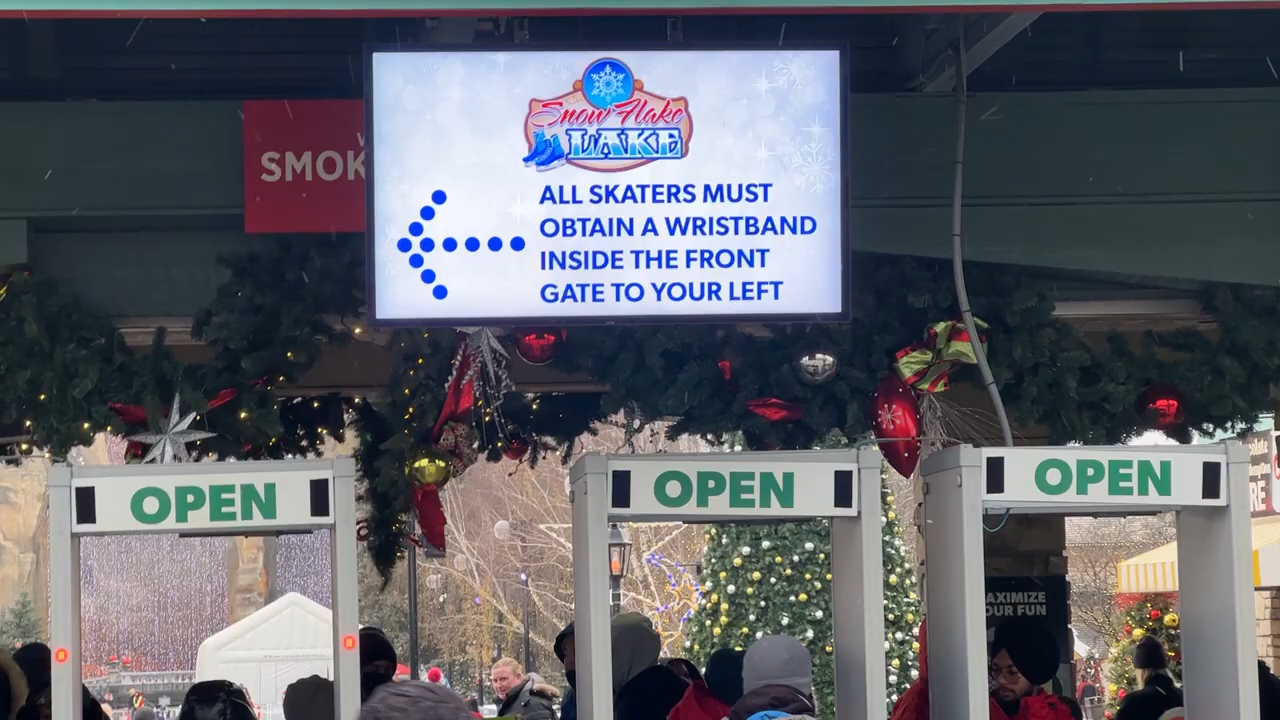 Snow Flake
LAKE
ALL SKATERS MUST
OBTAIN A WRISTBAND
INSIDE THE FRONT
GATE TO YOUR LEFT
SMOK
OPEN
OPEN
OPEN
AXIMIZE
OUR FUN